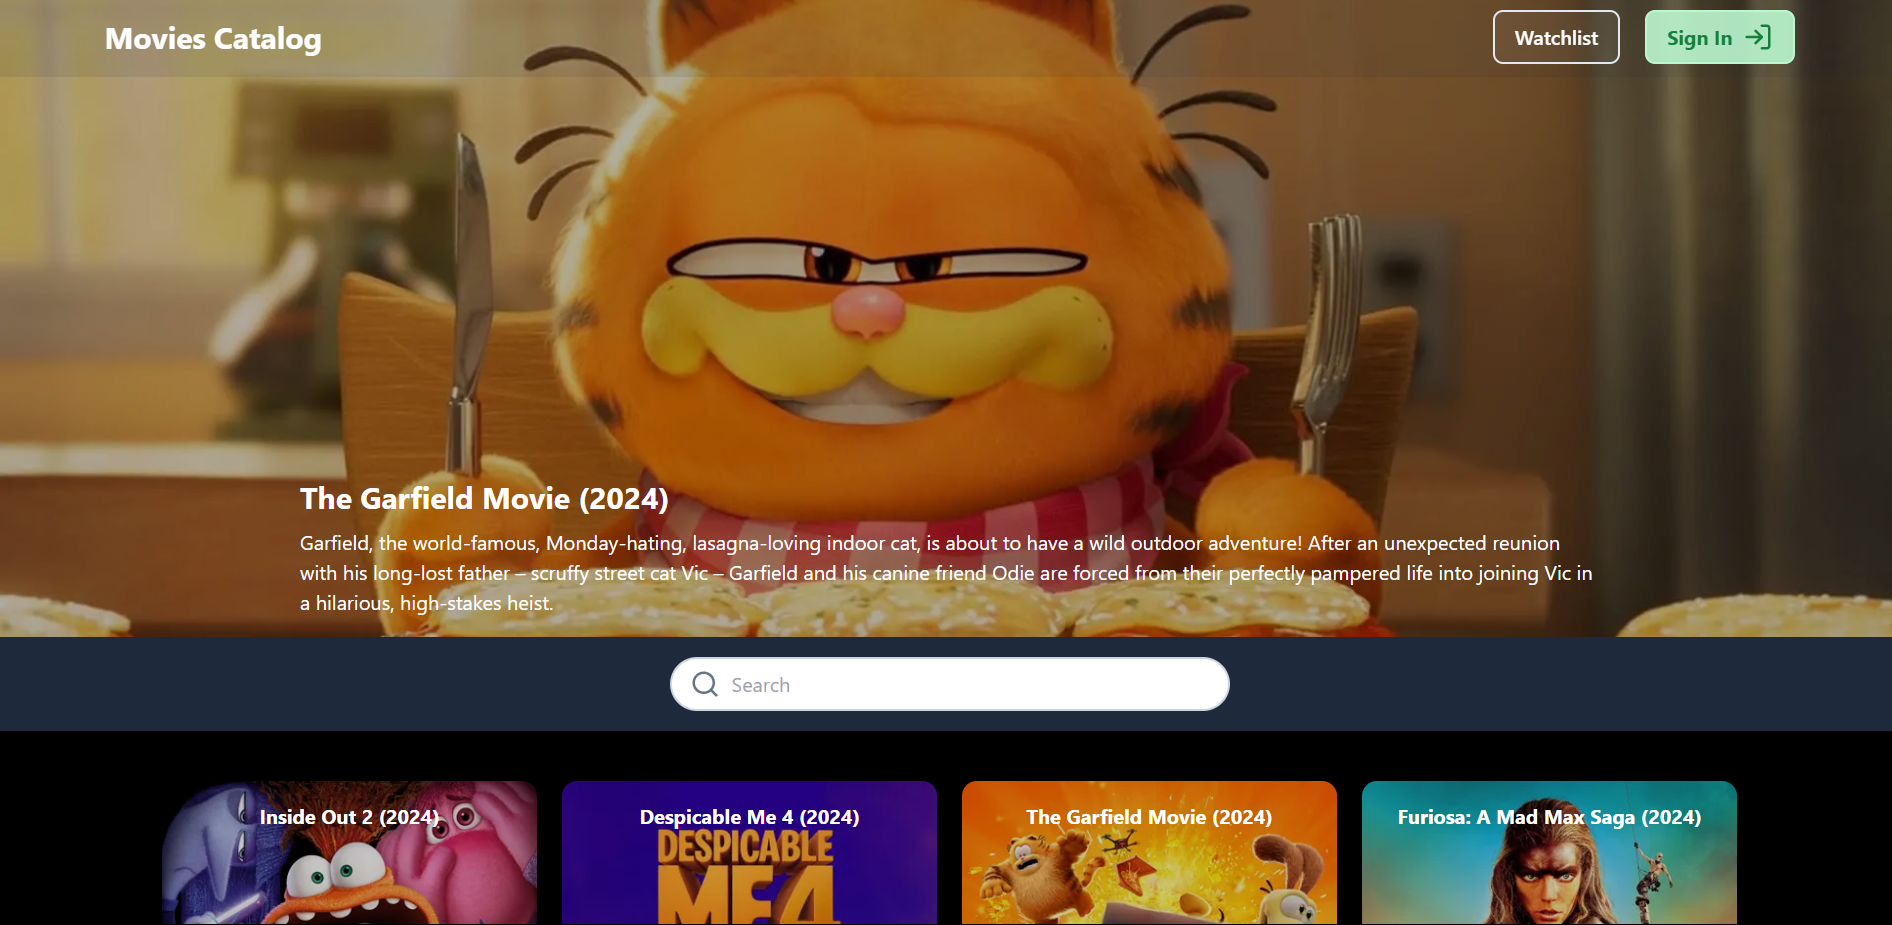 Movies Catalog
Watchlist
Sign In
The Garfield Movie (2024)
Garfield, the world-famous, Monday-hating, lasagna-loving indoor cat, is about to have a wild outdoor adventure! After an unexpected reunion
with his long-lost father – scruffy street cat Vic – Garfield and his canine friend Odie are forced from their perfectly pampered life into joining Vic in
a hilarious, high-stakes heist.
Search
Inside Out 2 (2024)
Despicable Me 4 (2024)
The Garfield Movie (2024)
Furiosa: A Mad Max Saga (2024)
DESPICABLE
ME4